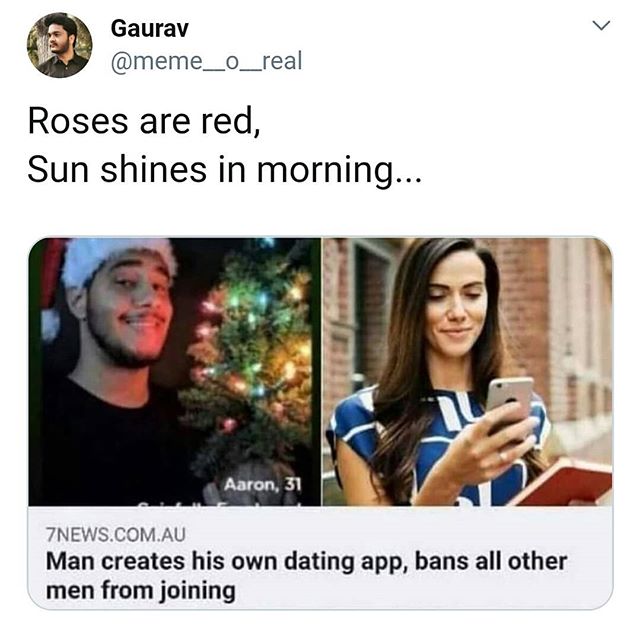 Gaurav
@meme__o__real
Roses are red,
Sun shines in morning...
Aaron, 31
7NEWS.COM.AU
Man creates his own dating app, bans all other
men from joining